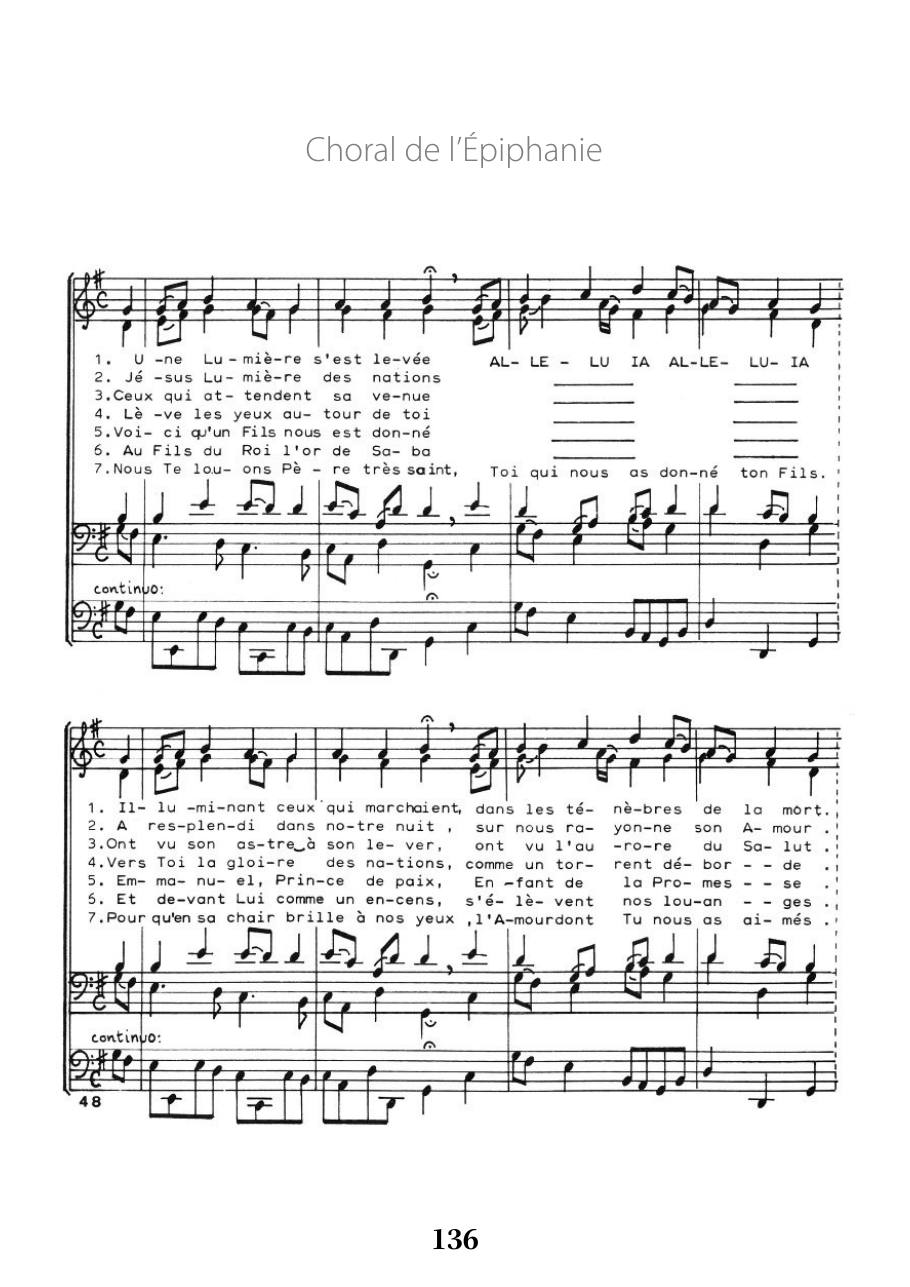 Choral de l’Épiphanie
1. U -ne Lu - miè-re s'est le-vée AL- LE - LU IA AL-LE- LU- IA
2. Jé -sus Lu- miè-re des nations
3.Ceux qui at- tendent sa ve-nue
4. Lè -ve les yeux au- tour de toi
5.Voi- ci qu'un Fils nous est don-né
6. Au Fils du Roi l'or de Sa-ba
7.Nous Te lou- ons Pè - re très saint, Toi qui nous as don-né ton Fils.
continuo:
1. Il- lu -mi-nant ceux qui marchaient, dans les té- nè-bres de la mort.
2. A res-plen-di dans no-tre nuit , sur nous ra- yon-ne son A- mour .
3.Ont vu son as-tre à son le-ver, ont vu l'au -ro-re du Sa- lut .
4.Vers Toi la gloi-re des na-tions, comme un tor- rent dé- bor - - de .
5. Em- ma- nu- el, Prin-ce de paix, En -fant de la Pro- mes - - se .
6. Et de-vant Lui comme un en-cens, s'é- lè- vent nos lou-an - - ges .
7.Pour qu'en sa chair brille à nos yeux ,l'A-mour dont Tu nous as ai-més .
continuo:
48
136